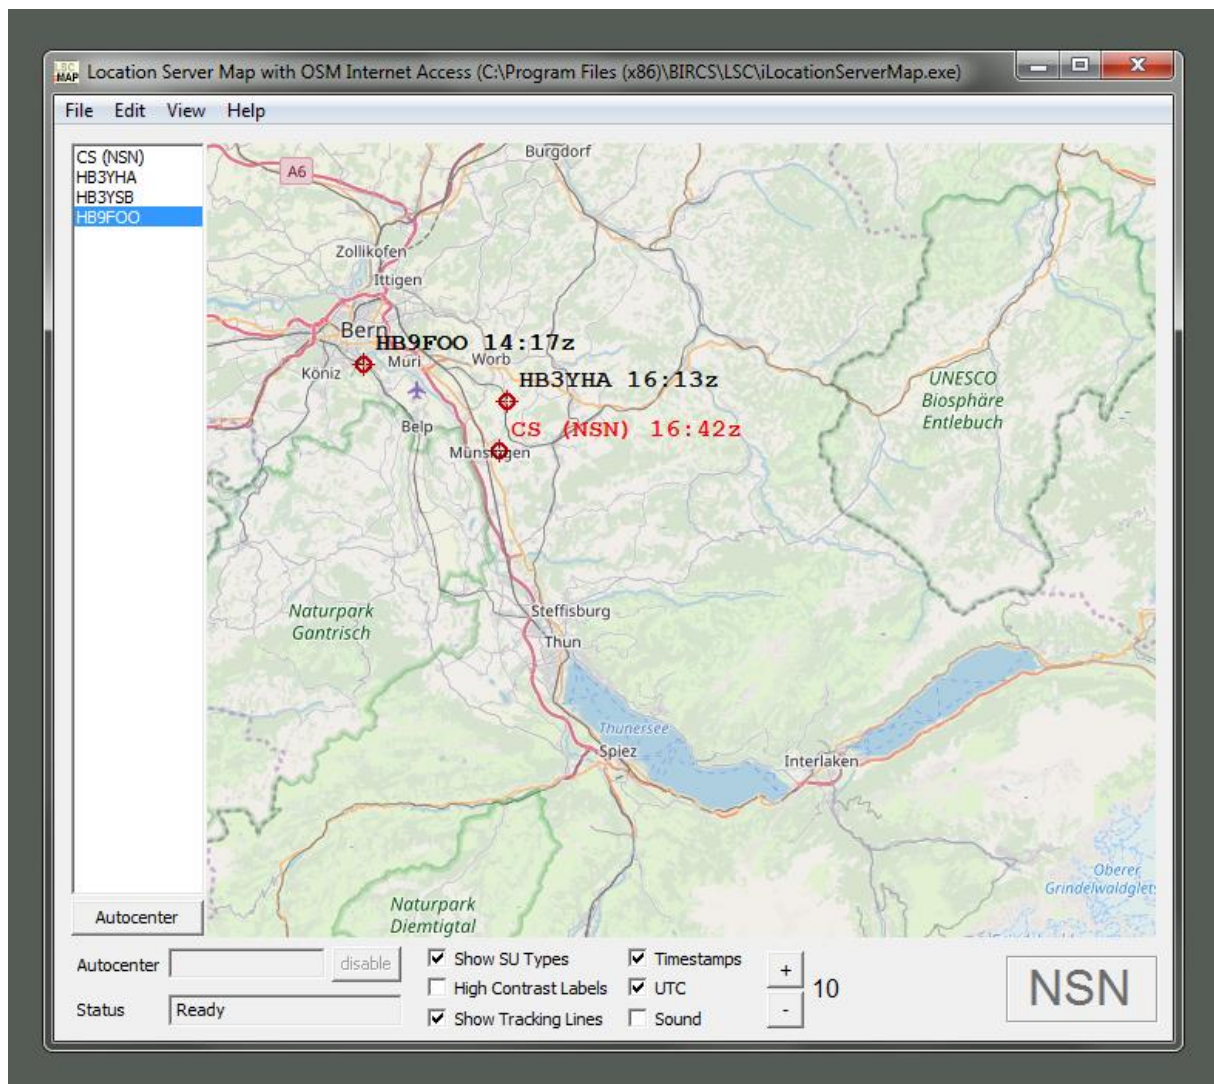 LSC
MAP
Location Server Map with OSM Internet Access (C:\Program Files (x86)\BIRCS\LSC\iLocationServerMap.exe)
File Edit View Help
CS (NSN)
HB3YHA
HB3YSB
HB9FOO
Burgdorf
A6
Zollikofen
Ittigen
Bern
HB9FOO 14:17z
Muri
Worb
Köniz
HB3YHA 16:13z
UNESCO
Biosphäre
Entlebuch
Belp
CS (NSN) 16:42z
Münsingen
Naturpark
Gantrisch
Steffisburg
Thun
Thunersee
Spiez
Interlaken
Oberer
Grindelwaldglets
Naturpark
Diemtigtal
Autocenter
Autocenter disable
Status Ready
Show SU Types
High Contrast Labels
Show Tracking Lines
Timestamps
UTC
Sound
+
-
10
NSN